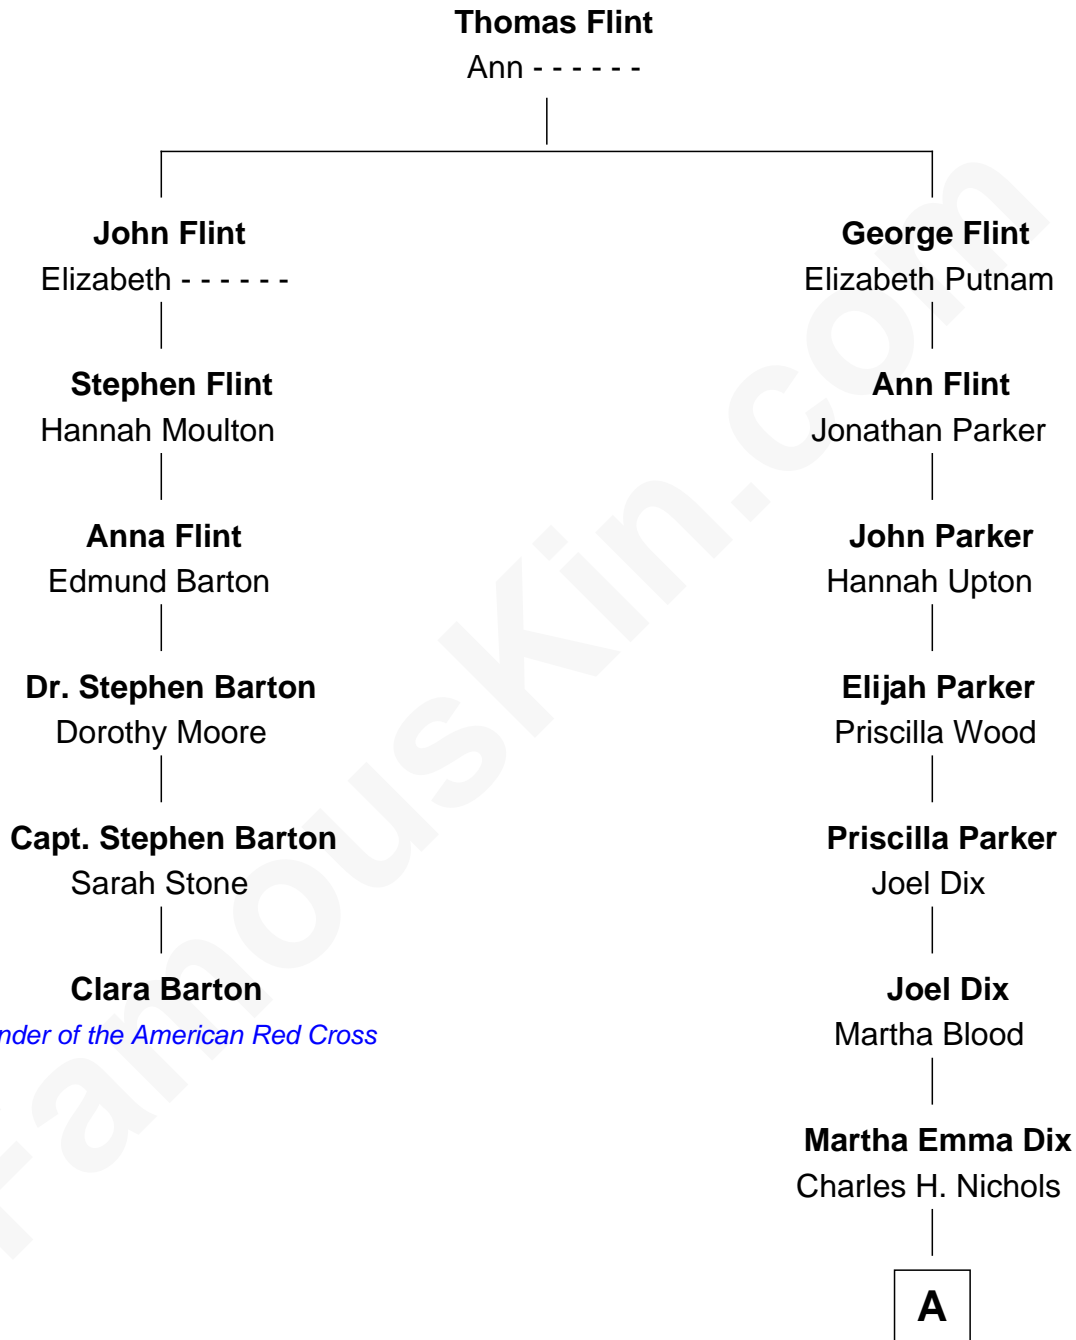 Thomas Flint
Ann - - - - - -
John Flint
Elizabeth - - - - - -
George Flint
Elizabeth Putnam
Stephen Flint
Hannah Moulton
Ann Flint
Jonathan Parker
Anna Flint
Edmund Barton
John Parker
Hannah Upton
Dr. Stephen Barton
Dorothy Moore
Elijah Parker
Priscilla Wood
Capt. Stephen Barton
Sarah Stone
Priscilla Parker
Joel Dix
Clara Barton
nder of the American Red Cross
Joel Dix
Martha Blood
Martha Emma Dix
Charles H. Nichols
A
FamousKin.com